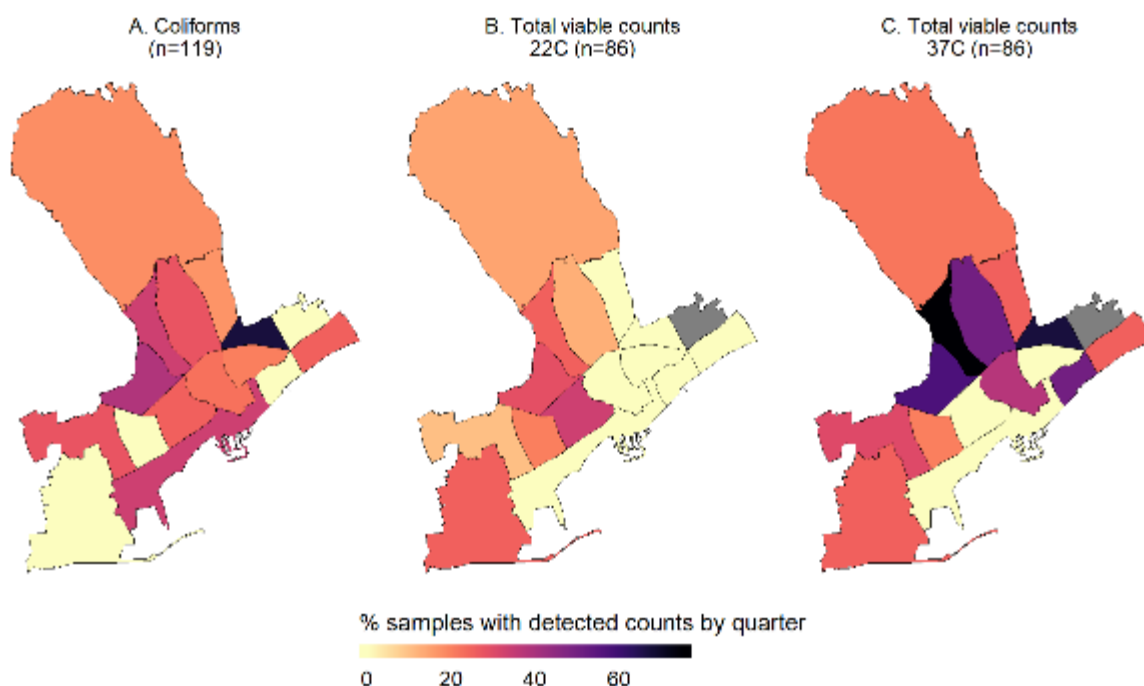 A. Coliforms
(n=119)
B. Total viable counts
22C (n=86)
C. Total viable counts
37C (n=86)
% samples with detected counts by quarter
0 20 40 60